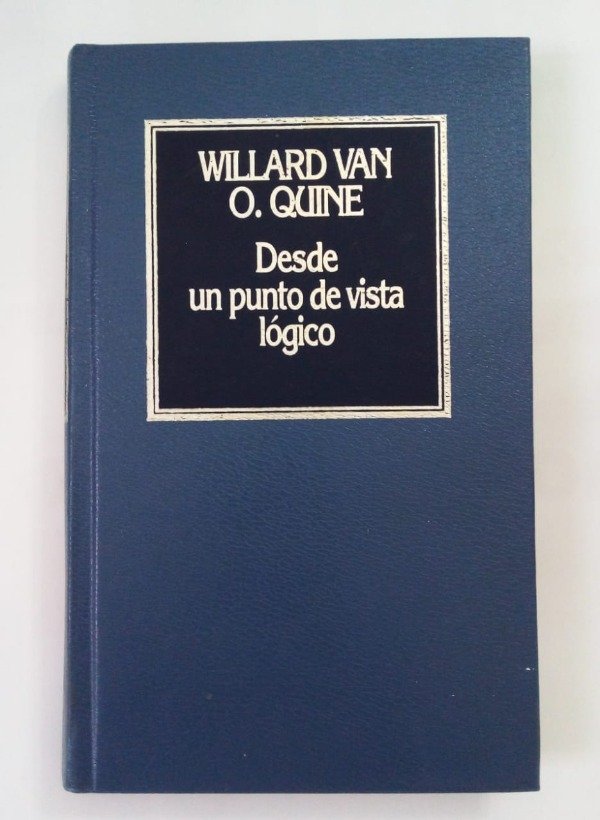 WILLARD VAN
O. QUINE
Desde
un punto de vista
lógico